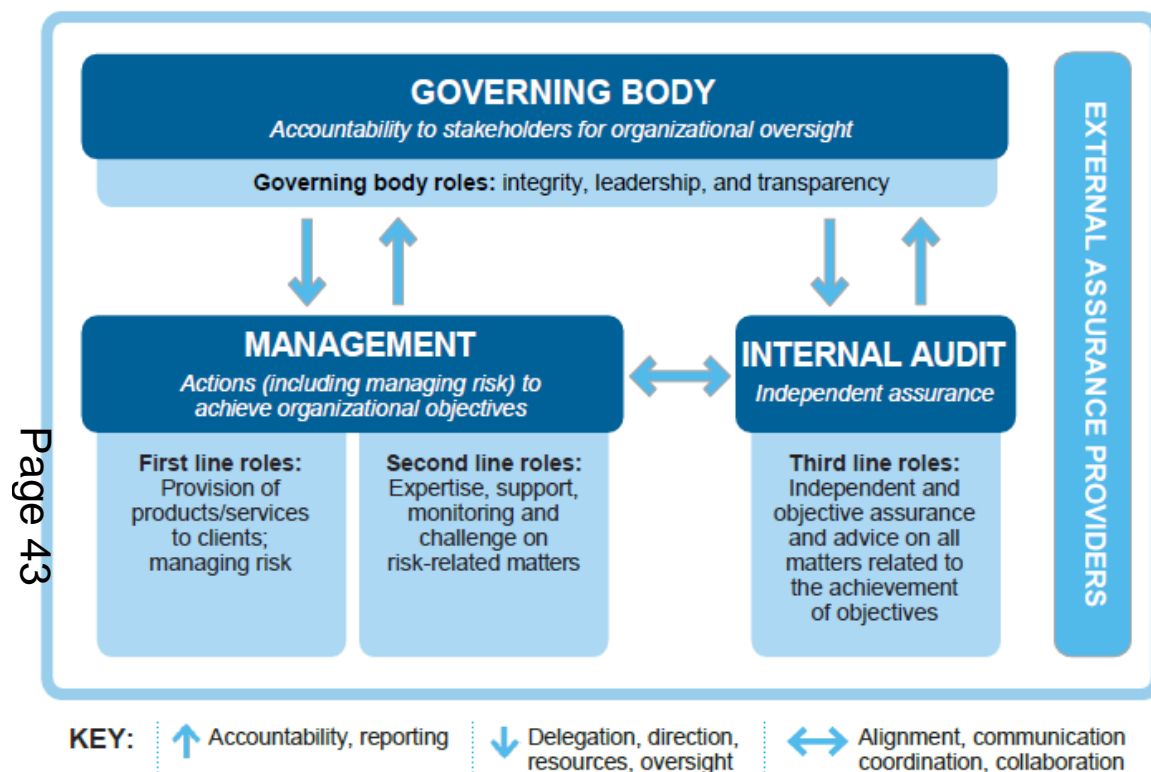 GOVERNING BODY
Accountability to stakeholders for organizational oversight
Governing body roles: integrity, leadership, and transparency
MANAGEMENT
Actions (including managing risk) to
achieve organizational objectives
First line roles:
Provision of
products/services
to clients;
managing risk
Second line roles:
Expertise, support,
monitoring and
challenge on
risk-related matters
INTERNAL AUDIT
Independent assurance
Third line roles:
Independent and
objective assurance
and advice on all
matters related to
the achievement
of objectives
EXTERNAL ASSURANCE PROVIDERS
Page 43
KEY:
Accountability, reporting
Delegation, direction,
resources, oversight
Alignment, communication
coordination, collaboration